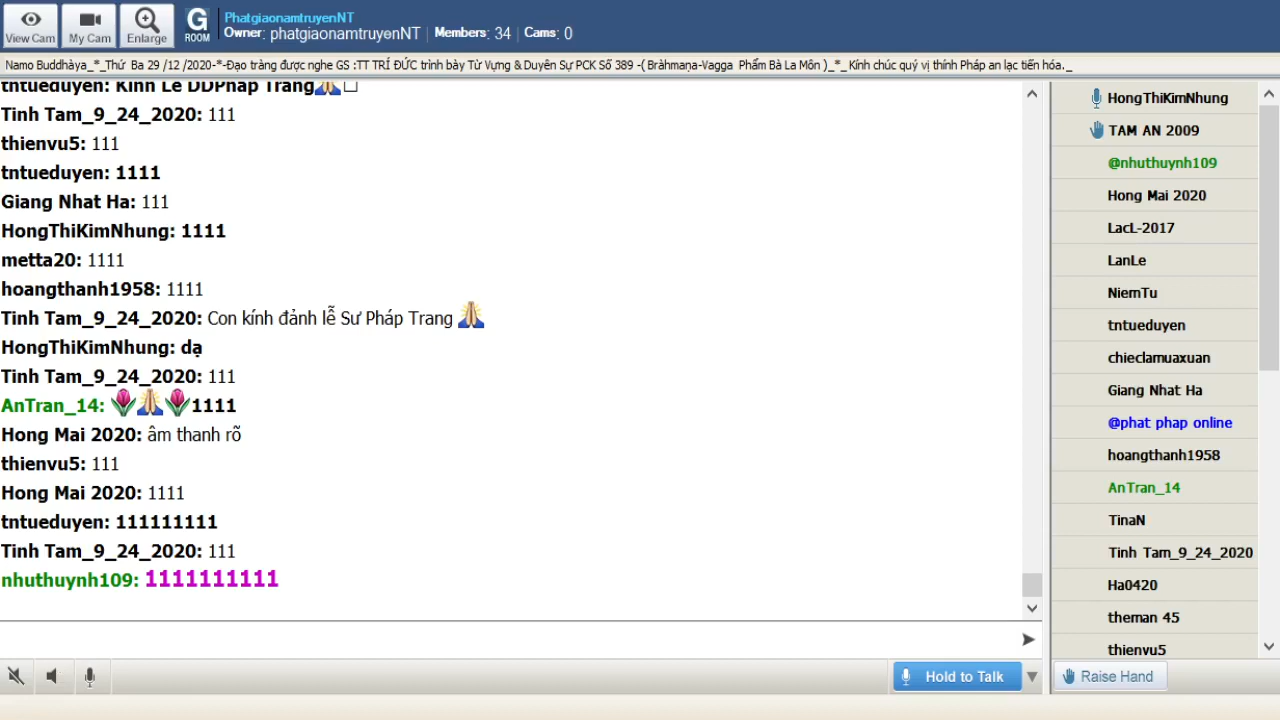 View Cam
My Cam
Enlarge
G
ROOM
PhatgiaonamtruyenNT
Owner: phatgiaonamtruyenNT | Members: 34 | Cams: 0
Namo Buddhàya_*_Thứ Ba 29 /12 /2020-*-Đạo tràng được nghe GS :TT TRÍ ĐỨC trình bày Từ Vựng & Duyên Sự PCK Số 389 -( Bràhmaṇa-Vagga Phẩm Bà La Môn )_*_ Kính chúc quý vị thính Pháp an lạc tiến hóa._
tntueduyen: Kính Lễ DDPháp Trang🙏□
Tinh Tam_9_24_2020: 111
thienvu5: 111
tntueduyen: 1111
Giang Nhat Ha: 111
HongThiKimNhung: 1111
metta20: 1111
hoangthanh1958: 1111
Tinh Tam_9_24_2020: Con kính đảnh lễ Sư Pháp Trang 🙏
HongThiKimNhung: dạ
Tinh Tam_9_24_2020: 111
AnTran_14: 🌷🙏🌷1111
Hong Mai 2020: âm thanh rõ
thienvu5: 111
Hong Mai 2020: 1111
tntueduyen: 111111111
Tinh Tam_9_24_2020: 111
nhuthuynh109: 1111111111
Hold to Talk
HongThiKimNhung
TAM AN 2009
@nhuthuynh109
Hong Mai 2020
LacL-2017
LanLe
NiemTu
tntueduyen
chieclamuaxuan
Giang Nhat Ha
@phat phap online
hoangthanh1958
AnTran_14
TinaN
Tinh Tam_9_24_2020
Ha0420
theman 45
thienvu5
Raise Hand